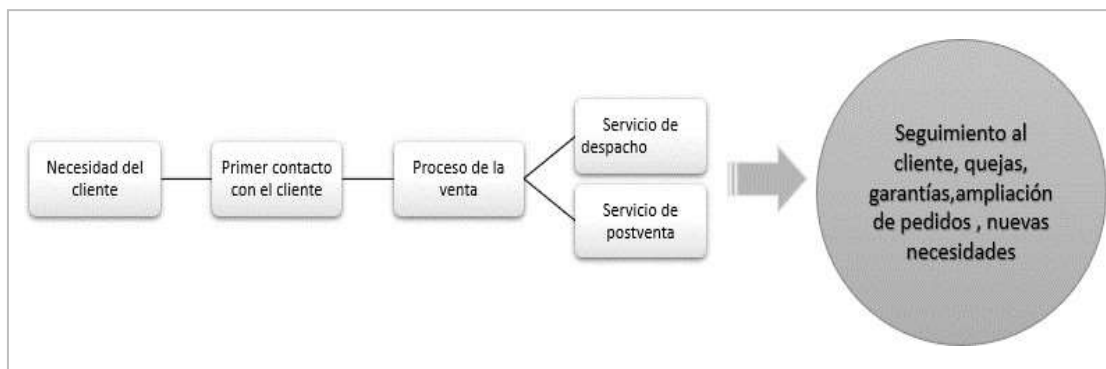 Necesidad del
cliente
Primer contacto
con el cliente
Proceso de la
venta
Servicio de
despacho
Servicio de
postventa
Seguimiento al
cliente, quejas,
garantías,ampliación
de pedidos , nuevas
necesidades